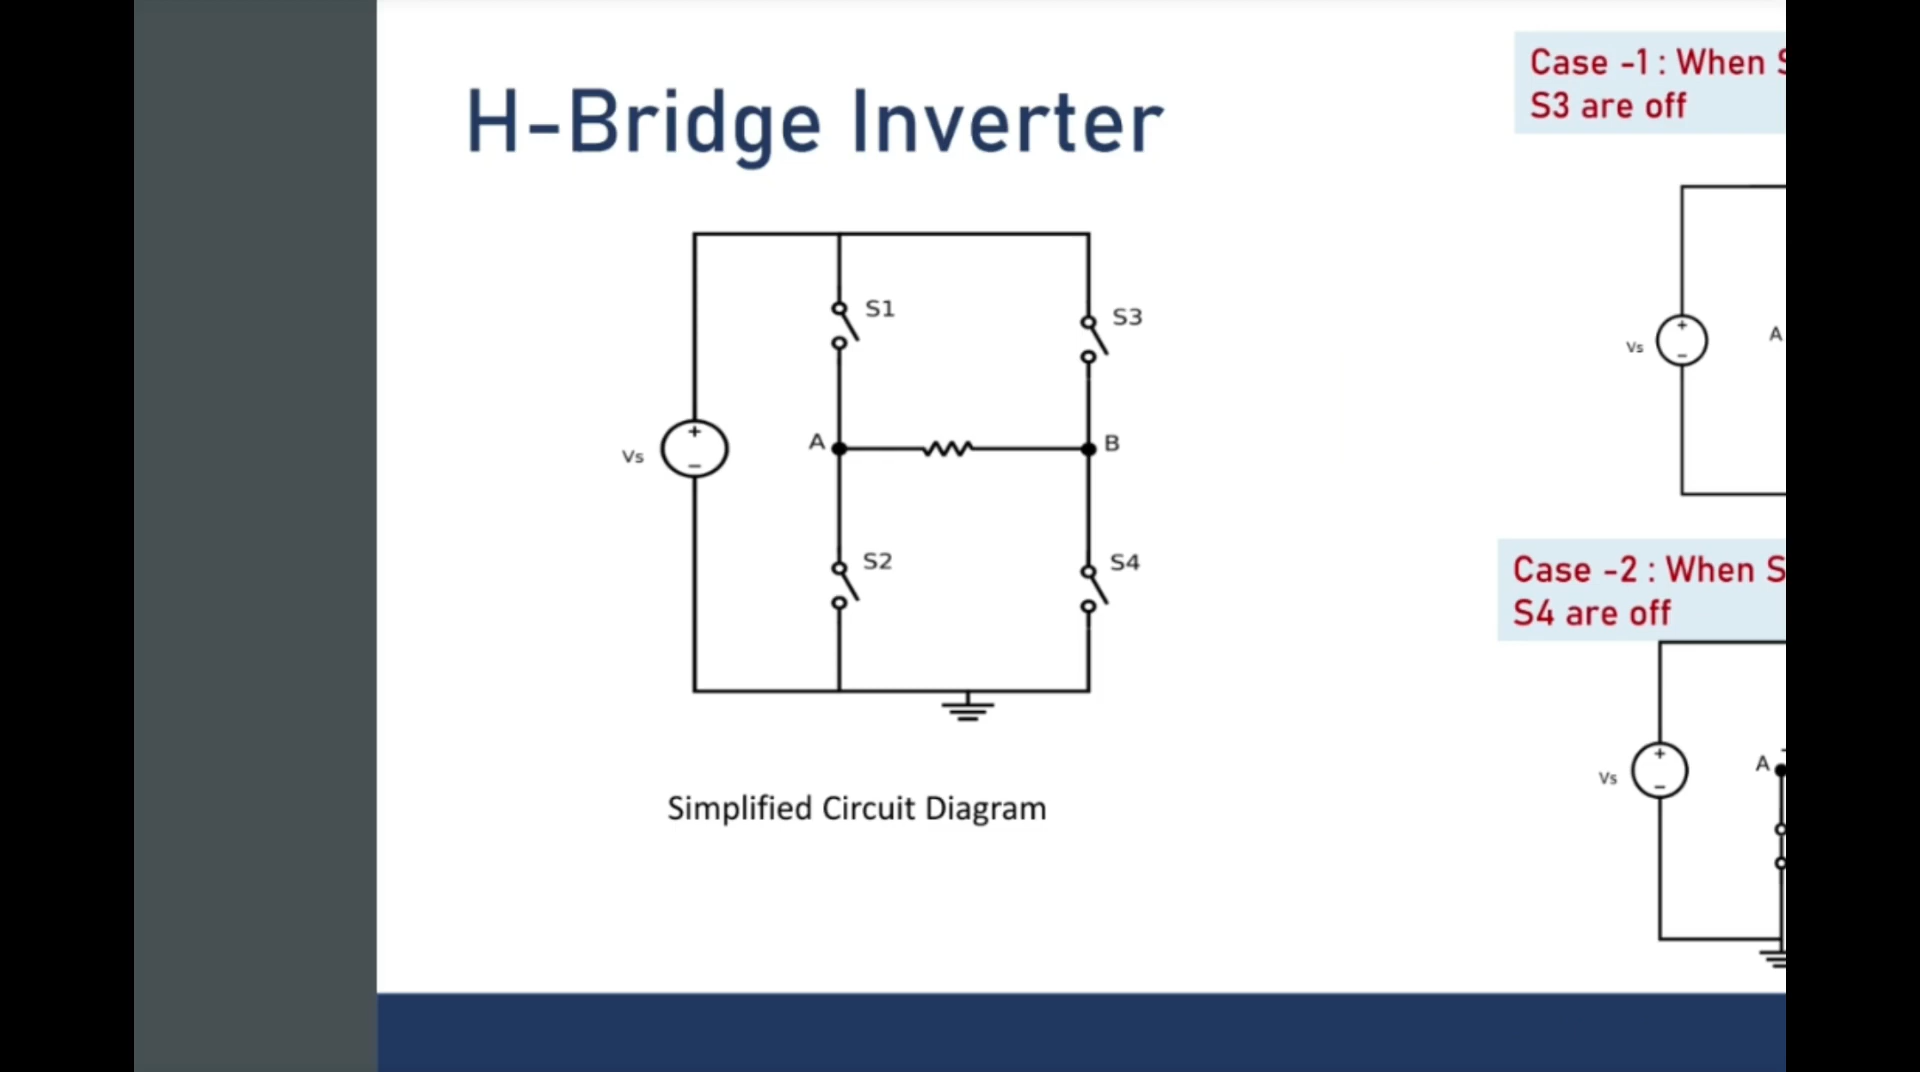 H-Bridge Inverter
S1
S3
Vs
+
−
A
B
S2
S4
Simplified Circuit Diagram
Case -1 : When S
S3 are off
Vs
+
−
A
Case -2 : When S
S4 are off
Vs
+
−
A